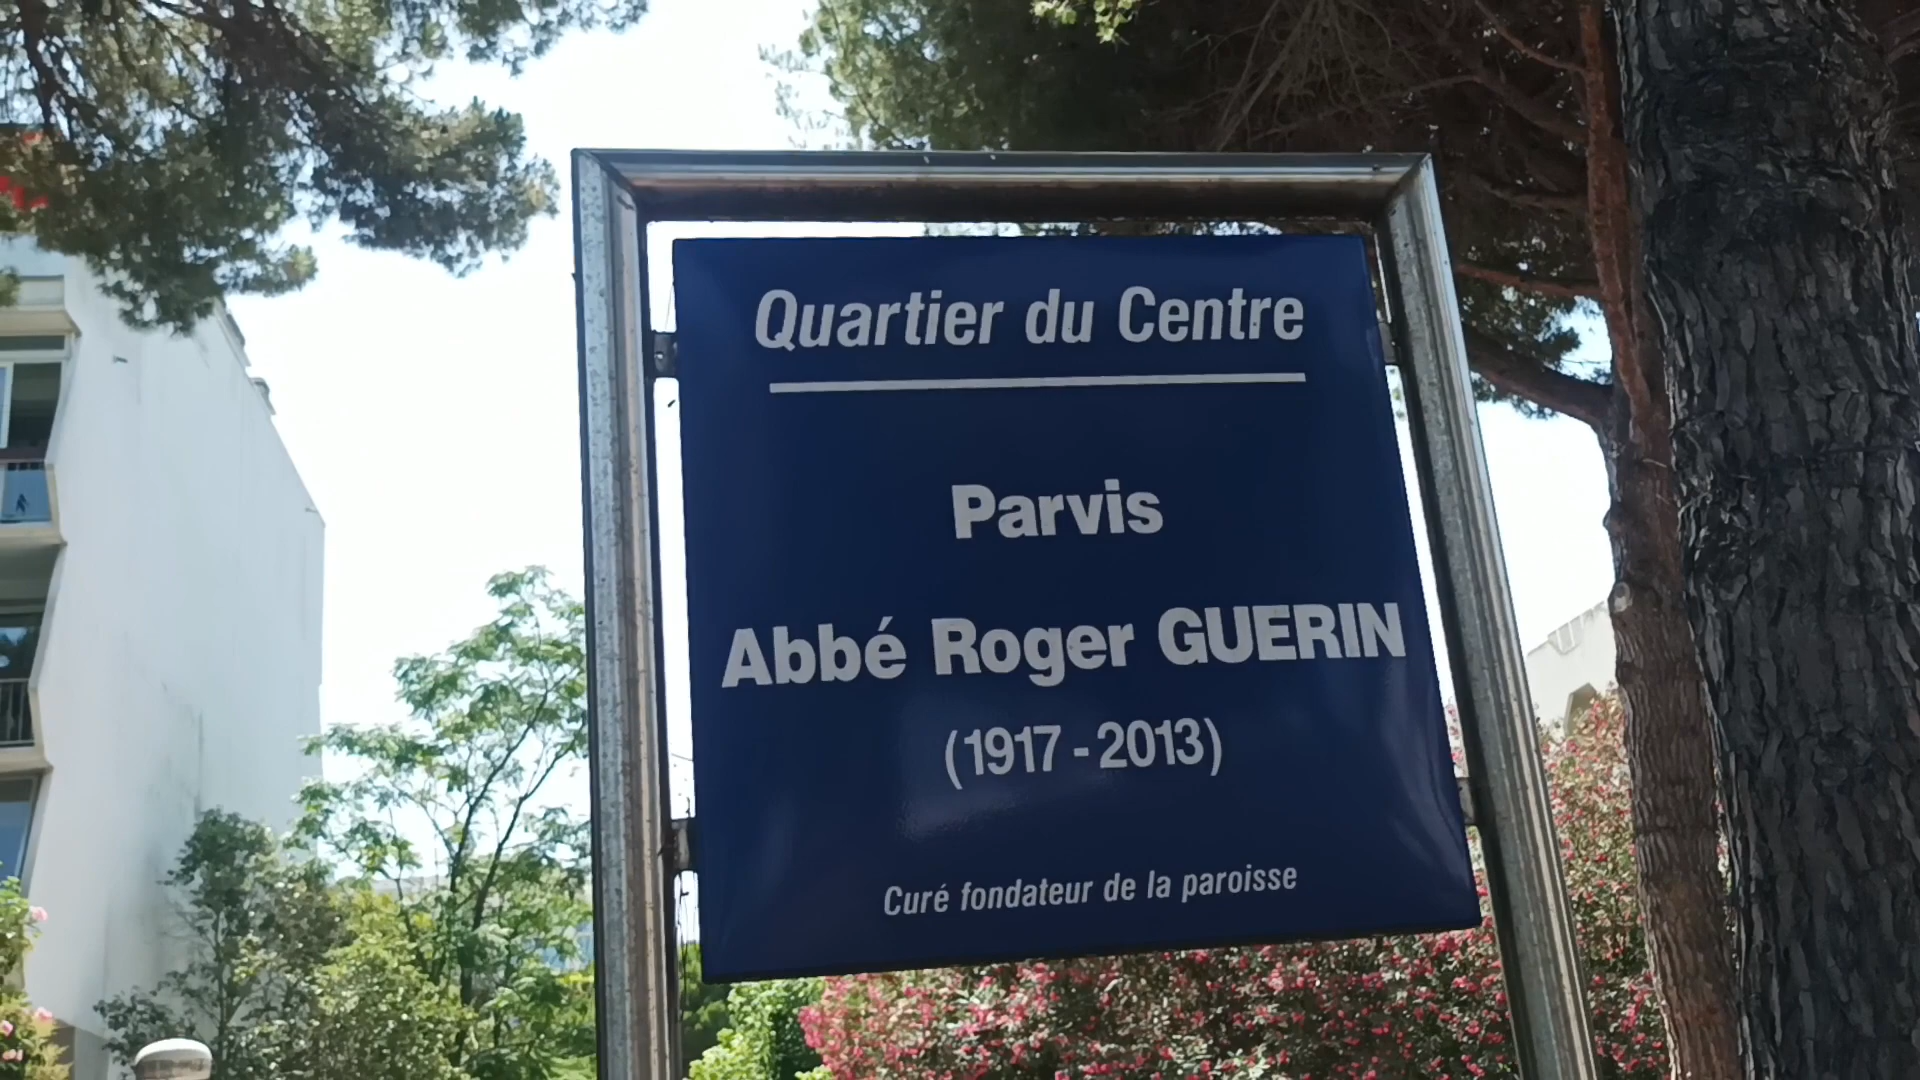 Quartier du Centre
Parvis
Abbé Roger GUERIN
(1917 - 2013)
Curé fondateur de la paroisse